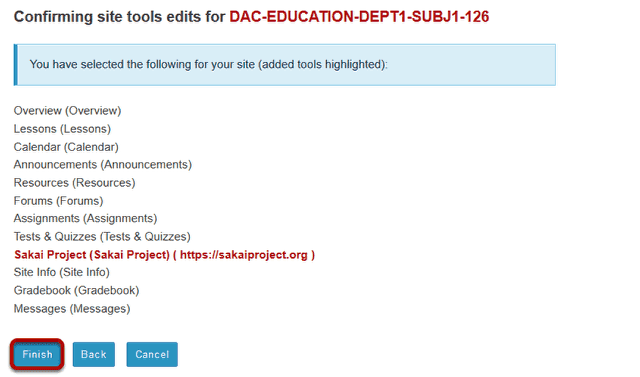 Confirming site tools edits for DAC-EDUCATION-DEPT1-SUBJ1-126
You have selected the following for your site (added tools highlighted):
Overview (Overview)
Lessons (Lessons)
Calendar (Calendar)
Announcements (Announcements)
Resources (Resources)
Forums (Forums)
Assignments (Assignments)
Tests & Quizzes (Tests & Quizzes)
Sakai Project (Sakai Project) ( https://sakaiproject.org )
Site Info (Site Info)
Gradebook (Gradebook)
Messages (Messages)
Finish Back Cancel